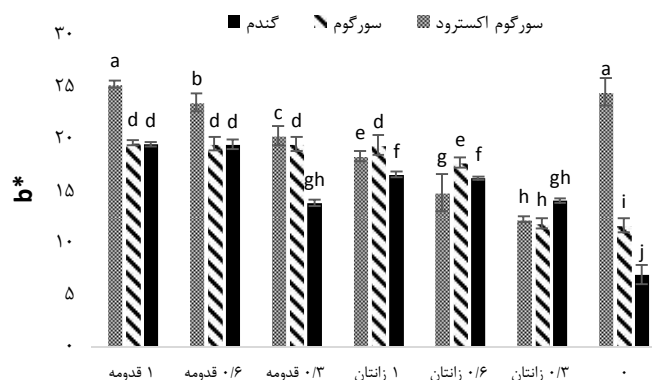 گندم سورگوم سورگوم اکسترود
۳۰
۲۵
۲۰
۱۵
۱۰
۵
۰
b*
a d d b d d c d gh e d f g e f h h gh a i j
۱ قدومه ۰/۶ قدومه ۰/۳ قدومه ۱ زانتان ۰/۶ زانتان ۰/۳ زانتان ۰